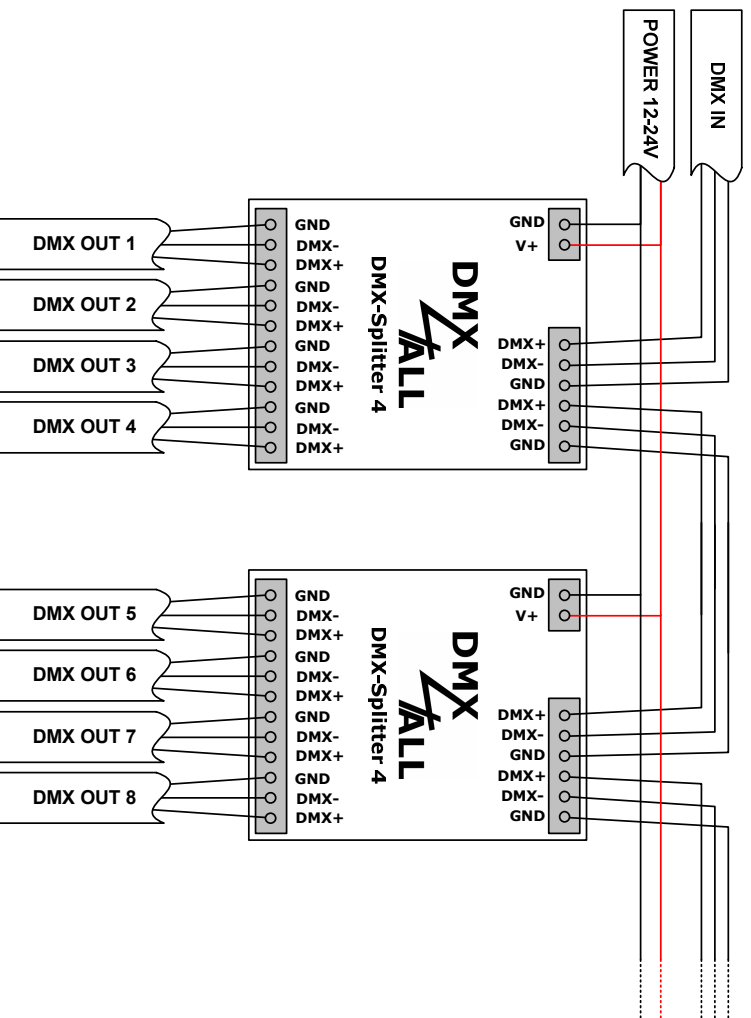 POWER 12-24V
DMX IN
DMX OUT 1
DMX OUT 2
DMX OUT 3
DMX OUT 4
GND
DMX-
DMX+
GND
DMX-
DMX+
GND
DMX-
DMX+
GND
DMX-
DMX+
DMX-Splitter 4
DMX
4ALL
GND
V+
DMX+
DMX-
GND
DMX+
DMX-
GND
DMX OUT 5
DMX OUT 6
DMX OUT 7
DMX OUT 8
GND
DMX-
DMX+
GND
DMX-
DMX+
GND
DMX-
DMX+
GND
DMX-
DMX+
DMX-Splitter 4
DMX
4ALL
GND
V+
DMX+
DMX-
GND
DMX+
DMX-
GND